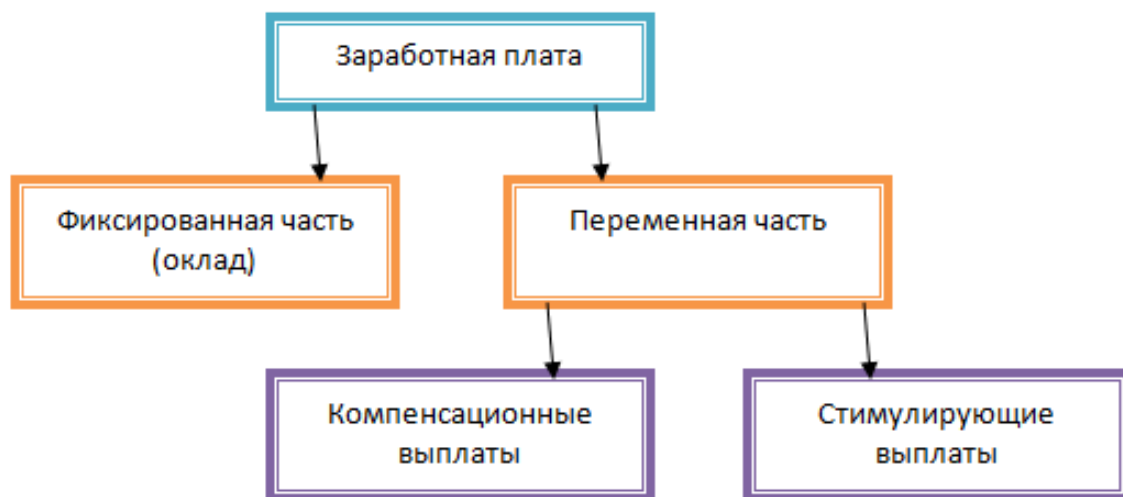 Заработная плата
Фиксированная часть
(оклад)
Переменная часть
Компенсационные
выплаты
Стимулирующие
выплаты